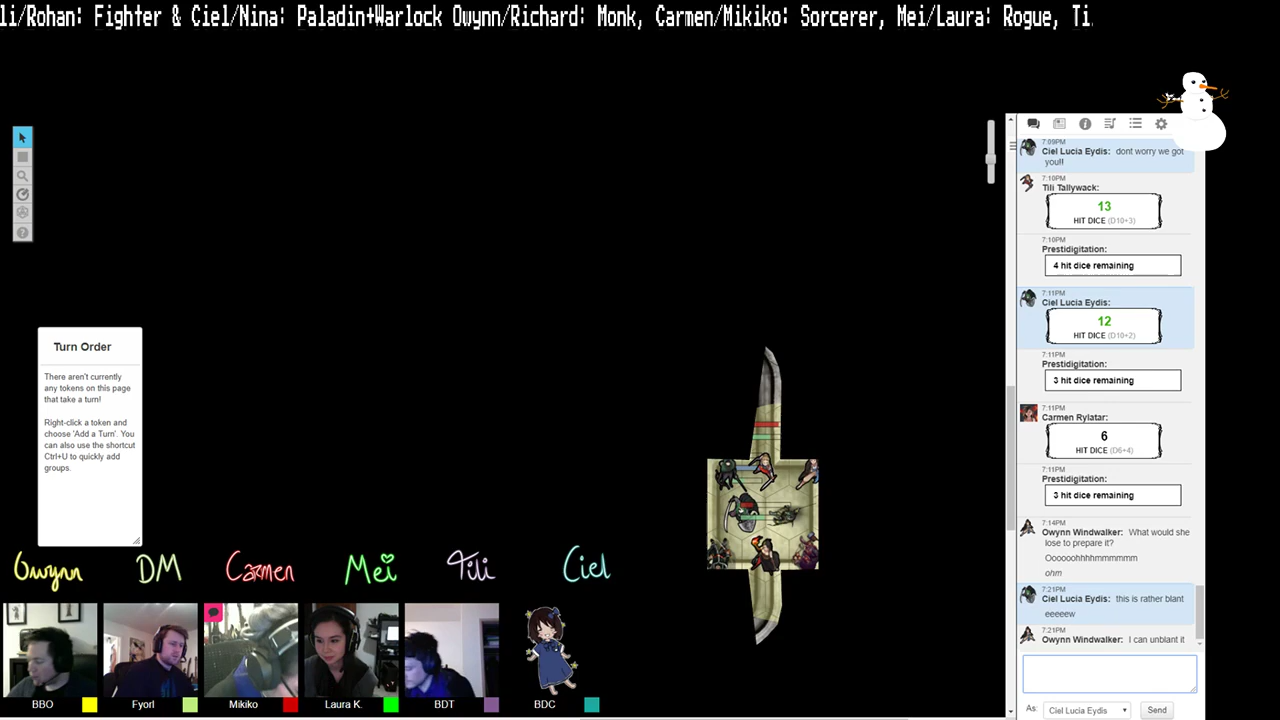 li/Rohan: Fighter & Ciel/Nina: Paladin+Warlock Owynn/Richard: Monk, Carmen/Mikiko: Sorcerer, Mei/Laura: Rogue, Ti
7:09PM
Ciel Lucia Eydis: dont worry we got
you!!
7:10PM
Tili Tallywack:
13
HIT DICE (D10+3)
7:10PM
Prestidigitation:
4 hit dice remaining
7:11PM
Ciel Lucia Eydis:
12
HIT DICE (D10+2)
7:11PM
Prestidigitation:
3 hit dice remaining
7:11PM
Carmen Rylatar:
6
HIT DICE (D6+4)
7:11PM
Prestidigitation:
3 hit dice remaining
7:14PM
Owynn Windwalker: What would she
lose to prepare it?
Oooooohhhhmmmmmm
ohm
7:21PM
Ciel Lucia Eydis: this is rather blant
eeeeew
7:21PM
Owynn Windwalker: I can unblant it
As: Ciel Lucia Eydis Send
Turn Order
There aren't currently
any tokens on this page
that take a turn!
Right-click a token and
choose 'Add a Turn'. You
can also use the shortcut
Ctrl+U to quickly add
groups.
Owynn DM Carmen Mei Tili Ciel
BBO Fyorl Mikiko Laura K. BDT BDC